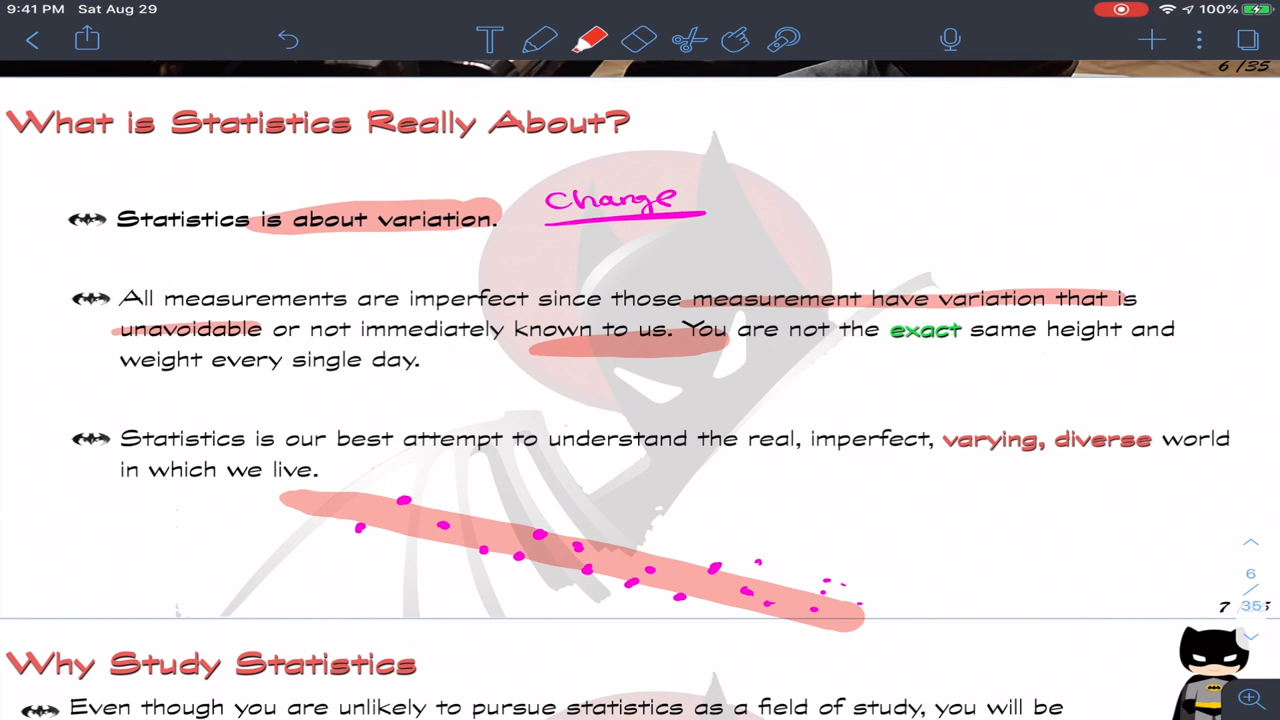 9:41 PM Sat Aug 29
100%
6 /35
What is Statistics Really About?
Change
Statistics is about variation.
All measurements are imperfect since those measurement have variation that is
unavoidable or not immediately known to us. You are not the exact same height and
weight every single day.
Statistics is our best attempt to understand the real, imperfect, varying, diverse world
in which we live.
6
/
35
7
Why Study Statistics
Even though you are unlikely to pursue statistics as a field of study, you will be